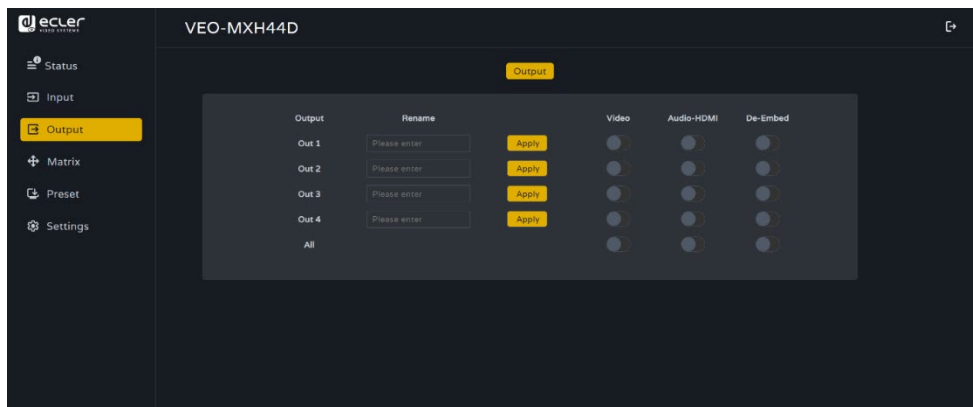 ecler
VIDEO SYSTEMS
VEO-MXH44D
Status
Input
Output
Matrix
Preset
Settings
Output
Output Rename Video Audio-HDMI De-Embed
Out 1 Please enter Apply
Out 2 Please enter Apply
Out 3 Please enter Apply
Out 4 Please enter Apply
All